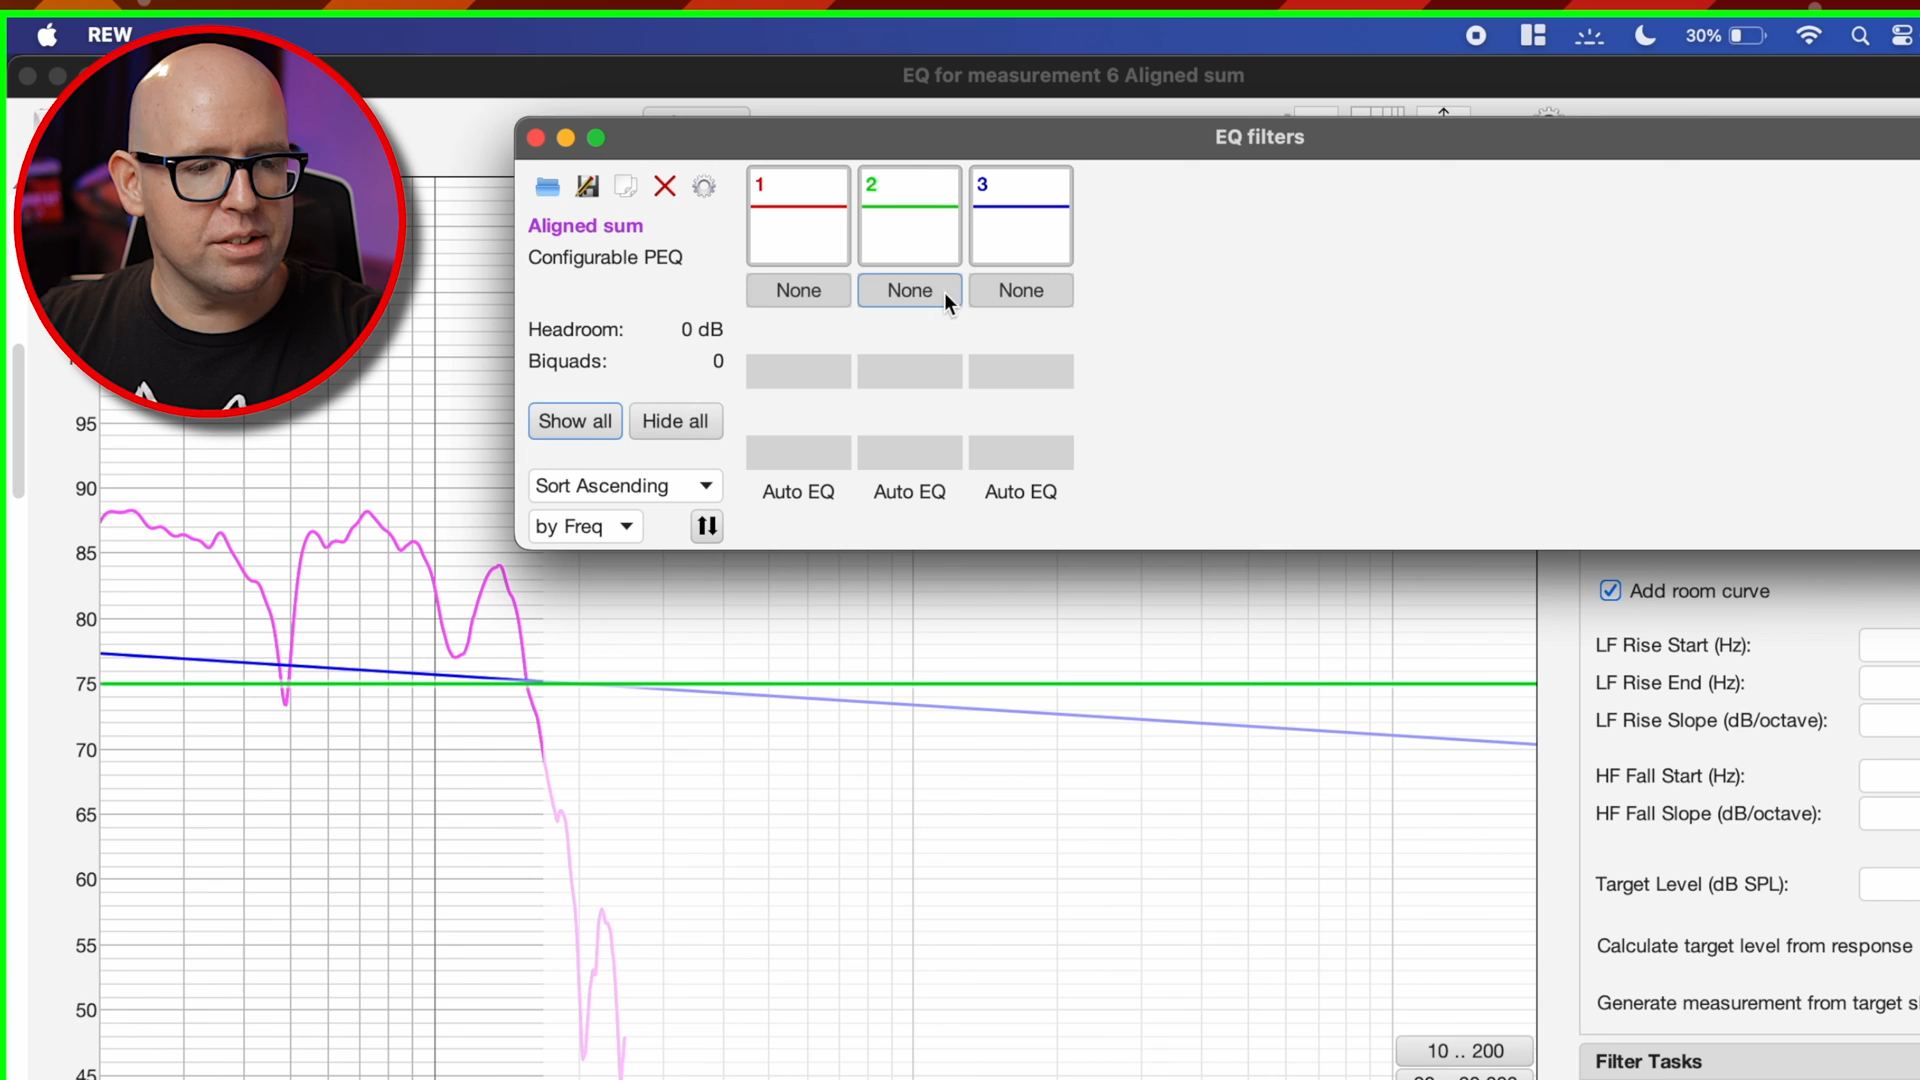 REW
30%
EQ for measurement 6 Aligned sum
EQ filters
1
2
3
Aligned sum
Configurable PEQ
None
None
None
Headroom: 0 dB
Biquads: 0
Show all
Hide all
Sort Ascending
by Freq
Auto EQ
Auto EQ
Auto EQ
95
90
85
80
75
70
65
60
55
50
45
Add room curve
LF Rise Start (Hz):
LF Rise End (Hz):
LF Rise Slope (dB/octave):
HF Fall Start (Hz):
HF Fall Slope (dB/octave):
Target Level (dB SPL):
Calculate target level from response
Generate measurement from target
10 .. 200
Filter Tasks